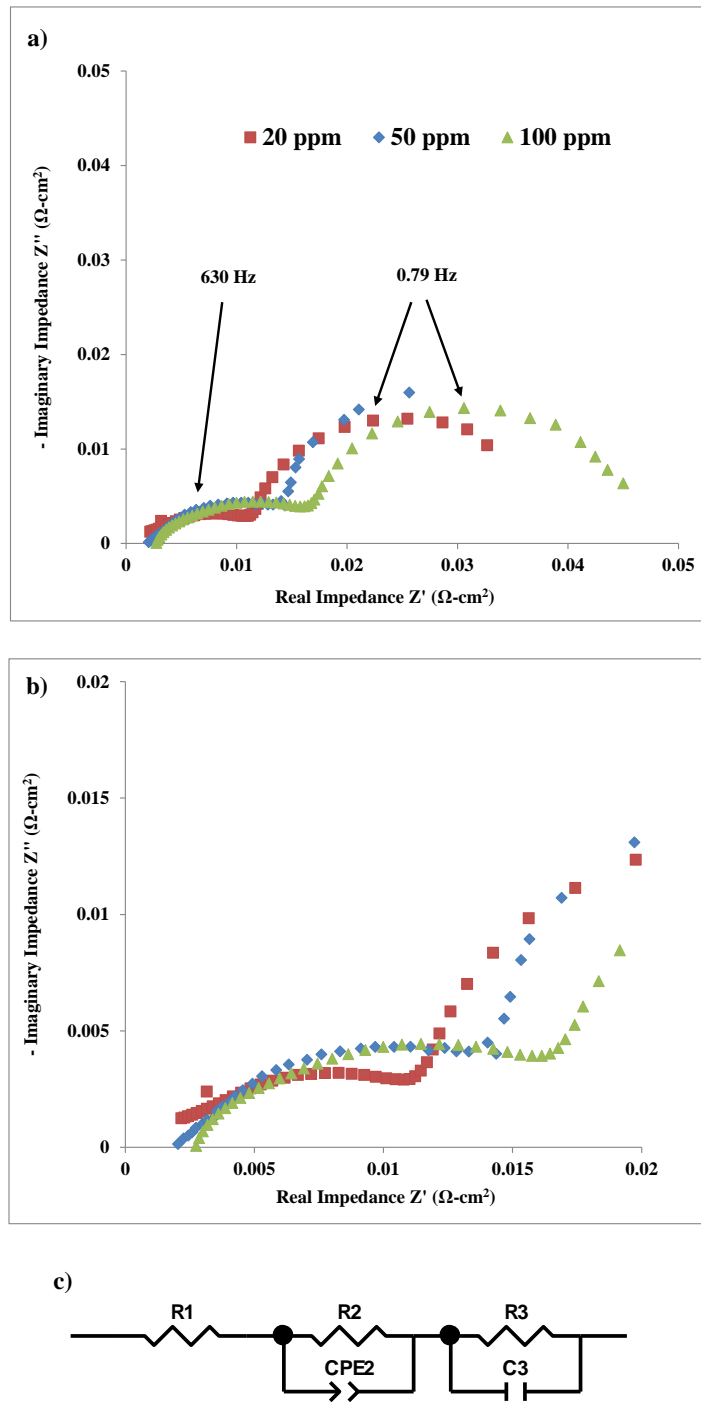 a)
0.05
0.04
0.03
0.02
0.01
0
- Imaginary Impedance Z'' (Ω-cm²)
20 ppm 50 ppm 100 ppm
630 Hz
0.79 Hz
0 0.01 0.02 0.03 0.04 0.05
Real Impedance Z' (Ω-cm²)
b)
0.02
0.015
0.01
0.005
0
- Imaginary Impedance Z'' (Ω-cm²)
0 0.005 0.01 0.015 0.02
Real Impedance Z' (Ω-cm²)
c)
R1 R2 R3
CPE2 C3